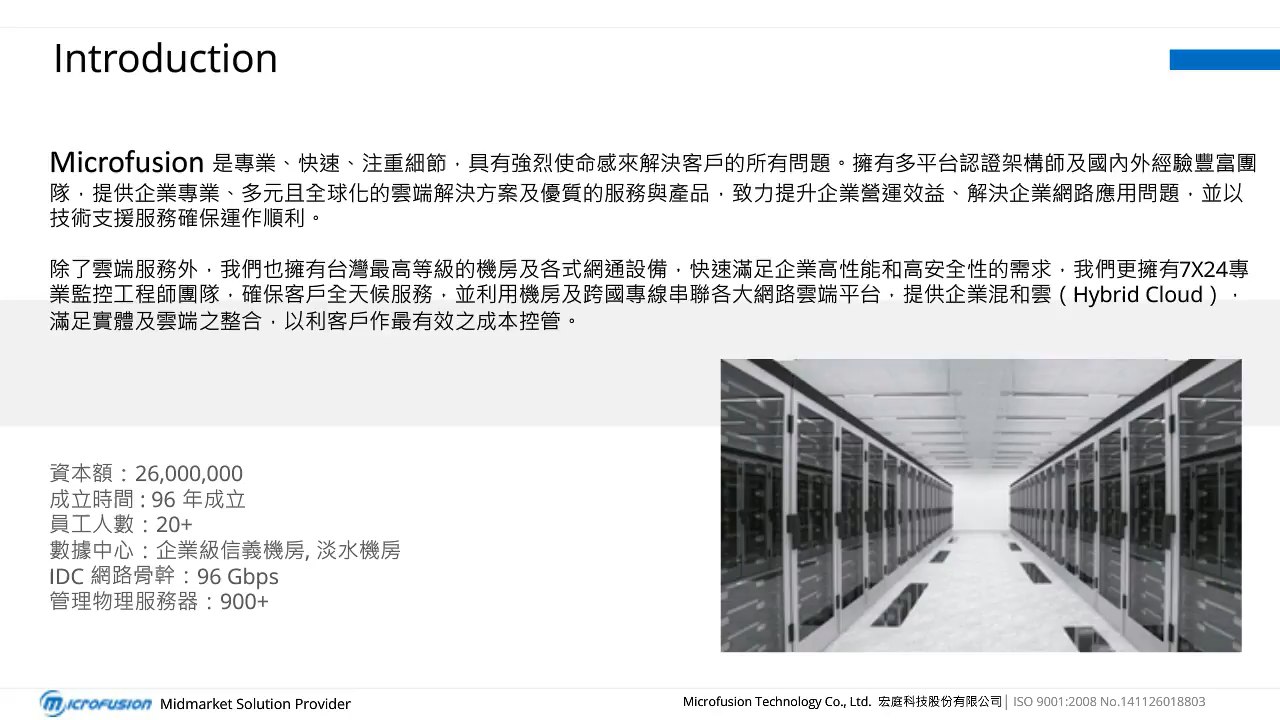 Introduction
Microfusion 是專業、快速、注重細節，具有強烈使命感來解決客戶的所有問題。擁有多平台認證架構師及國內外經驗豐富團
隊，提供企業專業、多元且全球化的雲端解決方案及優質的服務與產品，致力提升企業營運效益、解決企業網路應用問題，並以
技術支援服務確保運作順利。
除了雲端服務外，我們也擁有台灣最高等級的機房及各式網通設備，快速滿足企業高性能和高安全性的需求，我們更擁有7X24專
業監控工程師團隊，確保客戶全天候服務，並利用機房及跨國專線串聯各大網路雲端平台，提供企業混和雲（Hybrid Cloud），
滿足實體及雲端之整合，以利客戶作最有效之成本控管。
資本額：26,000,000
成立時間 : 96 年成立
員工人數：20+
數據中心：企業級信義機房, 淡水機房
IDC 網路骨幹：96 Gbps
管理物理服務器：900+
MICROFUSION Midmarket Solution Provider
Microfusion Technology Co., Ltd. 宏庭科技股份有限公司│ ISO 9001:2008 No.141126018803